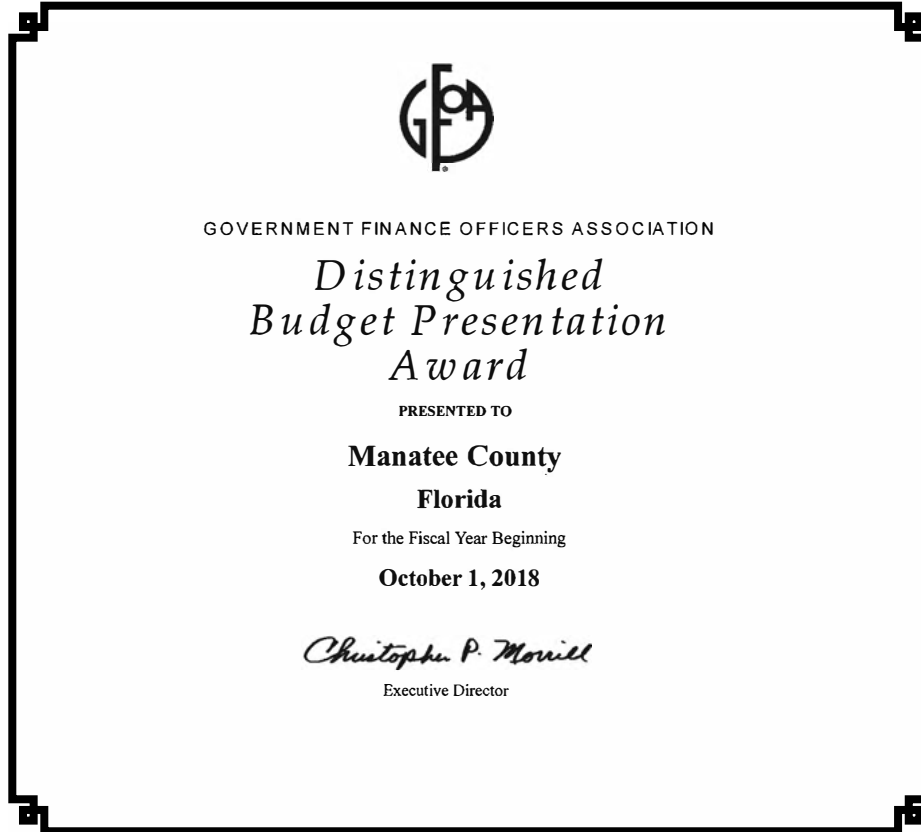 GFOA
GOVERNMENT FINANCE OFFICERS ASSOCIATION
Distinguished
Budget Presentation
Award
PRESENTED TO
Manatee County
Florida
For the Fiscal Year Beginning
October 1, 2018
Christopher P. Morrill
Executive Director